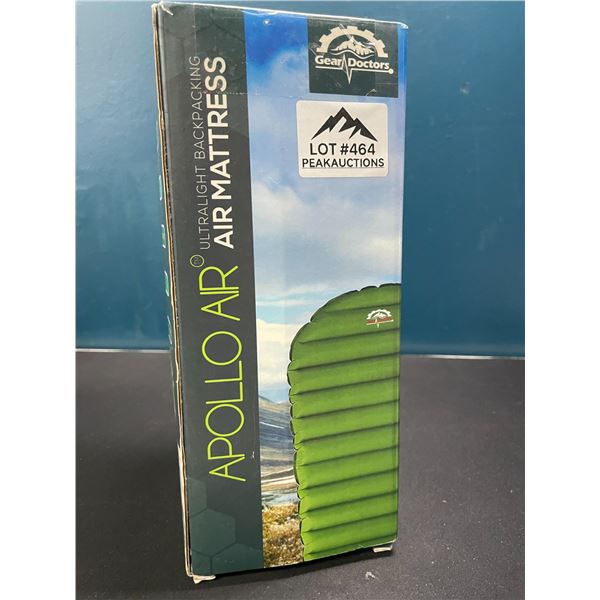 Gear Doctors
LOT #464
PEAKAUCTIONS
APOLLO AIR
ULTRALIGHT BACKPACKING
AIR MATTRESS